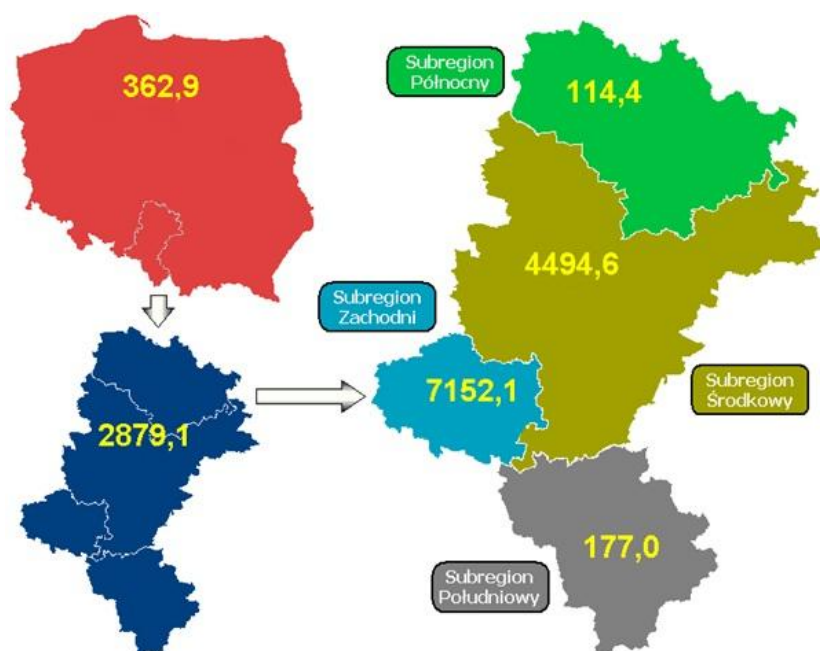 362,9
Subregion
Północny
114,4
4494,6
Subregion
Zachodni
7152,1
Subregion
Środkowy
2879,1
177,0
Subregion
Południowy